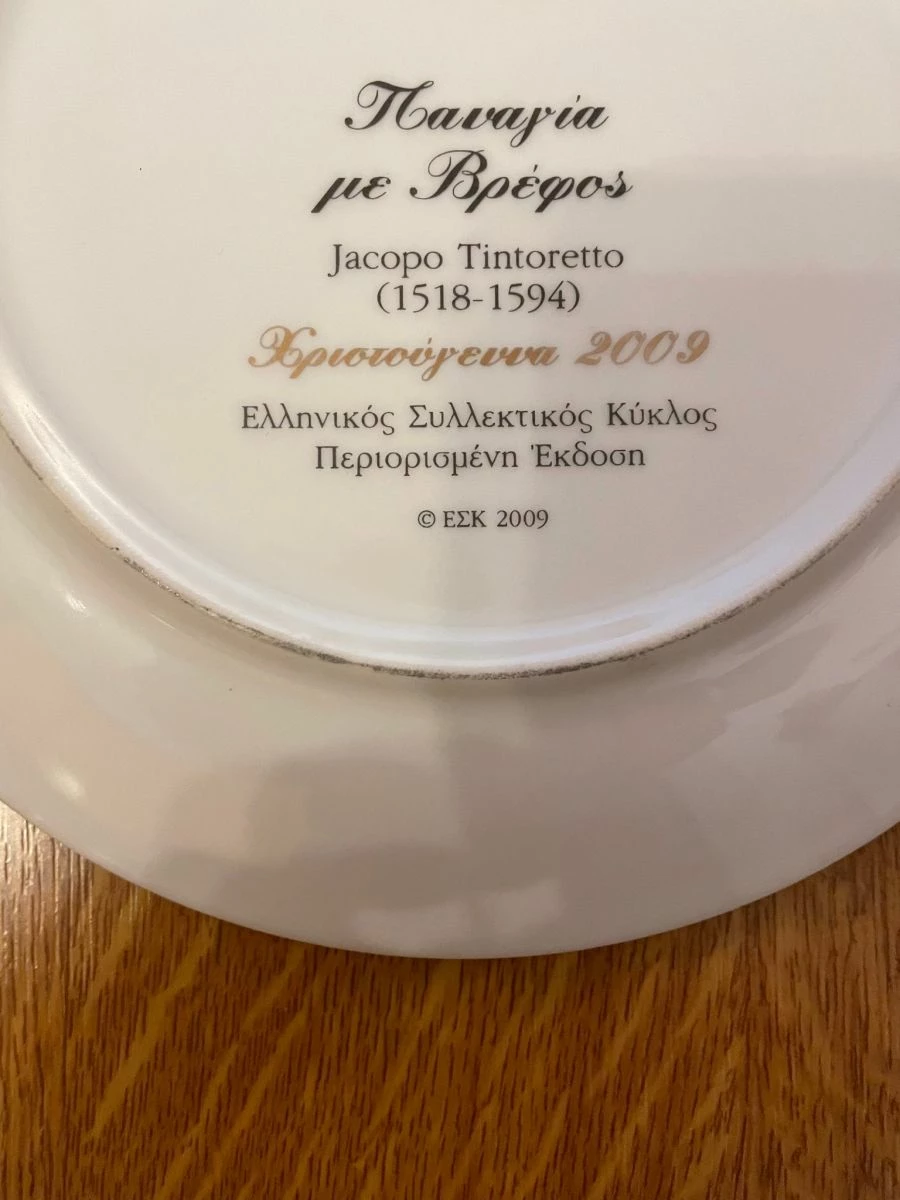 Παναγία
με Βρέφος
Jacopo Tintoretto
(1518-1594)
Χριστούγεννα 2009
Ελληνικός Συλλεκτικός Κύκλος
Περιορισμένη Έκδοση
© ΕΣΚ 2009